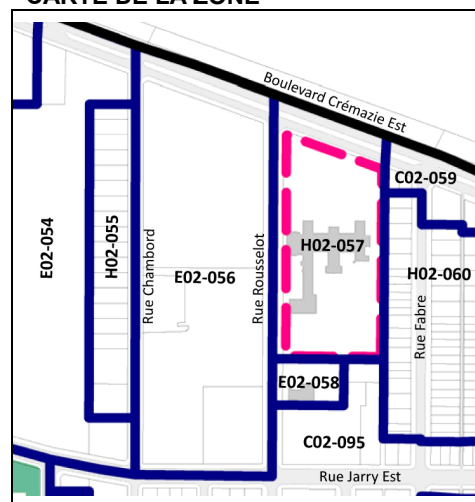 CARTE DE LA ZONE
Boulevard Crémazie Est
C02-059
E02-054
H02-055
Rue Chambord
E02-056
Rue Rousselot
H02-057
H02-060
Rue Fabre
E02-058
C02-095
Rue Jarry Est